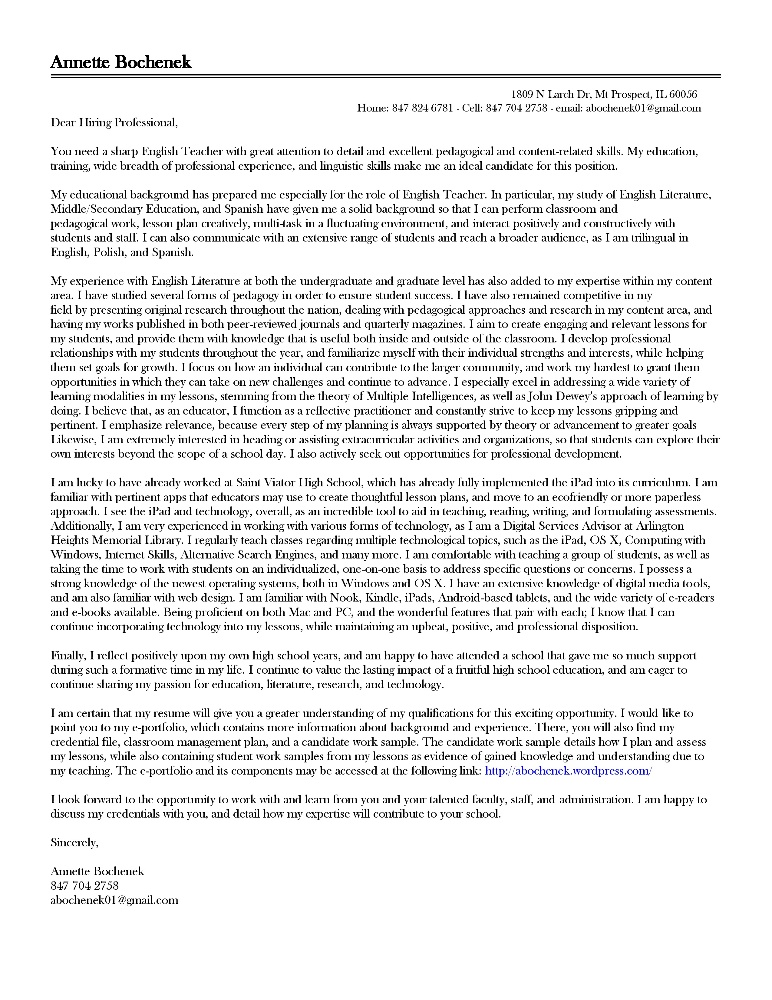 Annette Bochenek
1809 N Larch Dr, Mt Prospect, IL 60056
Home: 847 824 6781 - Cell: 847 704 2758 - email: abochenek01@gmail.com
Dear Hiring Professional,
You need a sharp English Teacher with great attention to detail and excellent pedagogical and content-related skills. My education,
training, wide breadth of professional experience, and linguistic skills make me an ideal candidate for this position.
My educational background has prepared me especially for the role of English Teacher. In particular, my study of English Literature,
Middle/Secondary Education, and Spanish have given me a solid background so that I can perform classroom and
pedagogical work, lesson plan creatively, multi-task in a fluctuating environment, and interact positively and constructively with
students and staff. I can also communicate with an extensive range of students and reach a broader audience, as I am trilingual in
English, Polish, and Spanish.
My experience with English Literature at both the undergraduate and graduate level has also added to my expertise within my content
area. I have studied several forms of pedagogy in order to ensure student success. I have also remained competitive in my
field by presenting original research throughout the nation, dealing with pedagogical approaches and research in my content area, and
having my works published in both peer-reviewed journals and quarterly magazines. I aim to create engaging and relevant lessons for
my students, and provide them with knowledge that is useful both inside and outside of the classroom. I develop professional
relationships with my students throughout the year, and familiarize myself with their individual strengths and interests, while helping
them set goals for growth. I focus on how an individual can contribute to the larger community, and work my hardest to grant them
opportunities in which they can take on new challenges and continue to advance. I especially excel in addressing a wide variety of
learning modalities in my lessons, stemming from the theory of Multiple Intelligences, as well as John Dewey's approach of learning by
doing. I believe that, as an educator, I function as a reflective practitioner and constantly strive to keep my lessons gripping and
pertinent. I emphasize relevance, because every step of my planning is always supported by theory or advancement to greater goals
Likewise, I am extremely interested in heading or assisting extracurricular activities and organizations, so that students can explore their
own interests beyond the scope of a school day. I also actively seek out opportunities for professional development.
I am lucky to have already worked at Saint Viator High School, which has already fully implemented the iPad into its curriculum. I am
familiar with pertinent apps that educators may use to create thoughtful lesson plans, and move to an ecofriendly or more paperless
approach. I see the iPad and technology, overall, as an incredible tool to aid in teaching, reading, writing, and formulating assessments.
Additionally, I am very experienced in working with various forms of technology, as I am a Digital Services Advisor at Arlington
Heights Memorial Library. I regularly teach classes regarding multiple technological topics, such as the iPad, OS X, Computing with
Windows, Internet Skills, Alternative Search Engines, and many more. I am comfortable with teaching a group of students, as well as
taking the time to work with students on an individualized, one-on-one basis to address specific questions or concerns. I possess a
strong knowledge of the newest operating systems, both in Windows and OS X. I have an extensive knowledge of digital media tools,
and am also familiar with web design. I am familiar with Nook, Kindle, iPads, Android-based tablets, and the wide variety of e-readers
and e-books available. Being proficient on both Mac and PC, and the wonderful features that pair with each; I know that I can
continue incorporating technology into my lessons, while maintaining an upbeat, positive, and professional disposition.
Finally, I reflect positively upon my own high school years, and am happy to have attended a school that gave me so much support
during such a formative time in my life. I continue to value the lasting impact of a fruitful high school education, and am eager to
continue sharing my passion for education, literature, research, and technology.
I am certain that my resume will give you a greater understanding of my qualifications for this exciting opportunity. I would like to
point you to my e-portfolio, which contains more information about background and experience. There, you will also find my
credential file, classroom management plan, and a candidate work sample. The candidate work sample details how I plan and assess
my lessons, while also containing student work samples from my lessons as evidence of gained knowledge and understanding due to
my teaching. The e-portfolio and its components may be accessed at the following link: http://abochenek.wordpress.com/
I look forward to the opportunity to work with and learn from you and your talented faculty, staff, and administration. I am happy to
discuss my credentials with you, and detail how my expertise will contribute to your school.
Sincerely,
Annette Bochenek
847 704 2758
abochenek01@gmail.com